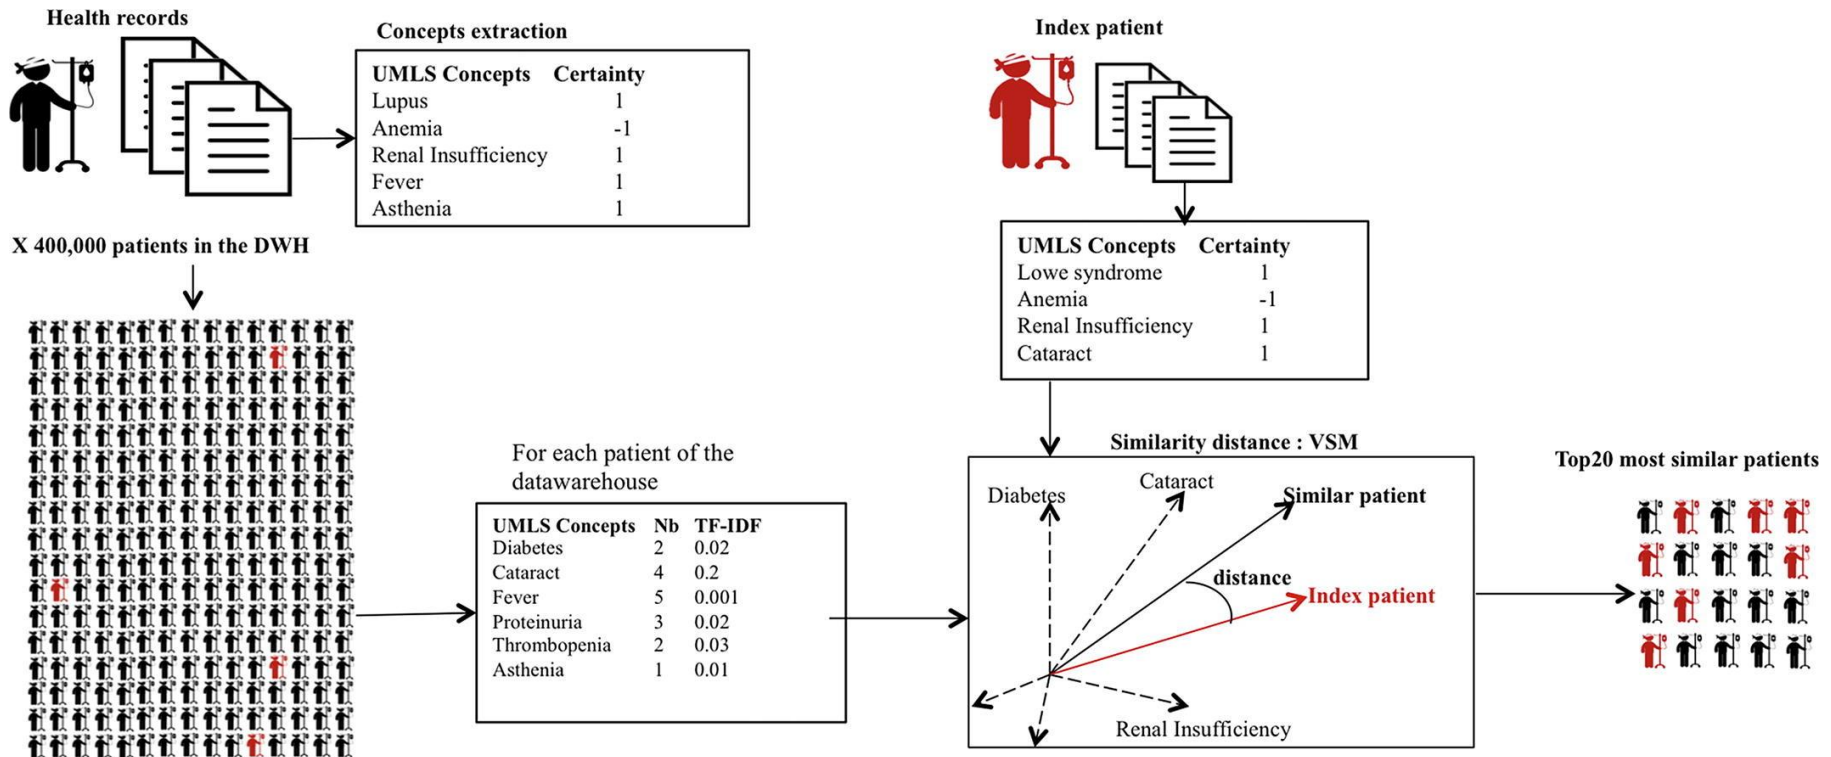 Health records
Concepts extraction
UMLS Concepts Certainty
Lupus 1
Anemia -1
Renal Insufficiency 1
Fever 1
Asthenia 1
X 400,000 patients in the DWH
For each patient of the
datawarehouse
UMLS Concepts Nb TF-IDF
Diabetes 2 0.02
Cataract 4 0.2
Fever 5 0.001
Proteinuria 3 0.02
Thrombopenia 2 0.03
Asthenia 1 0.01
Index patient
UMLS Concepts Certainty
Lowe syndrome 1
Anemia -1
Renal Insufficiency 1
Cataract 1
Similarity distance : VSM
Diabetes
Cataract
Similar patient
distance
Index patient
Renal Insufficiency
Top20 most similar patients